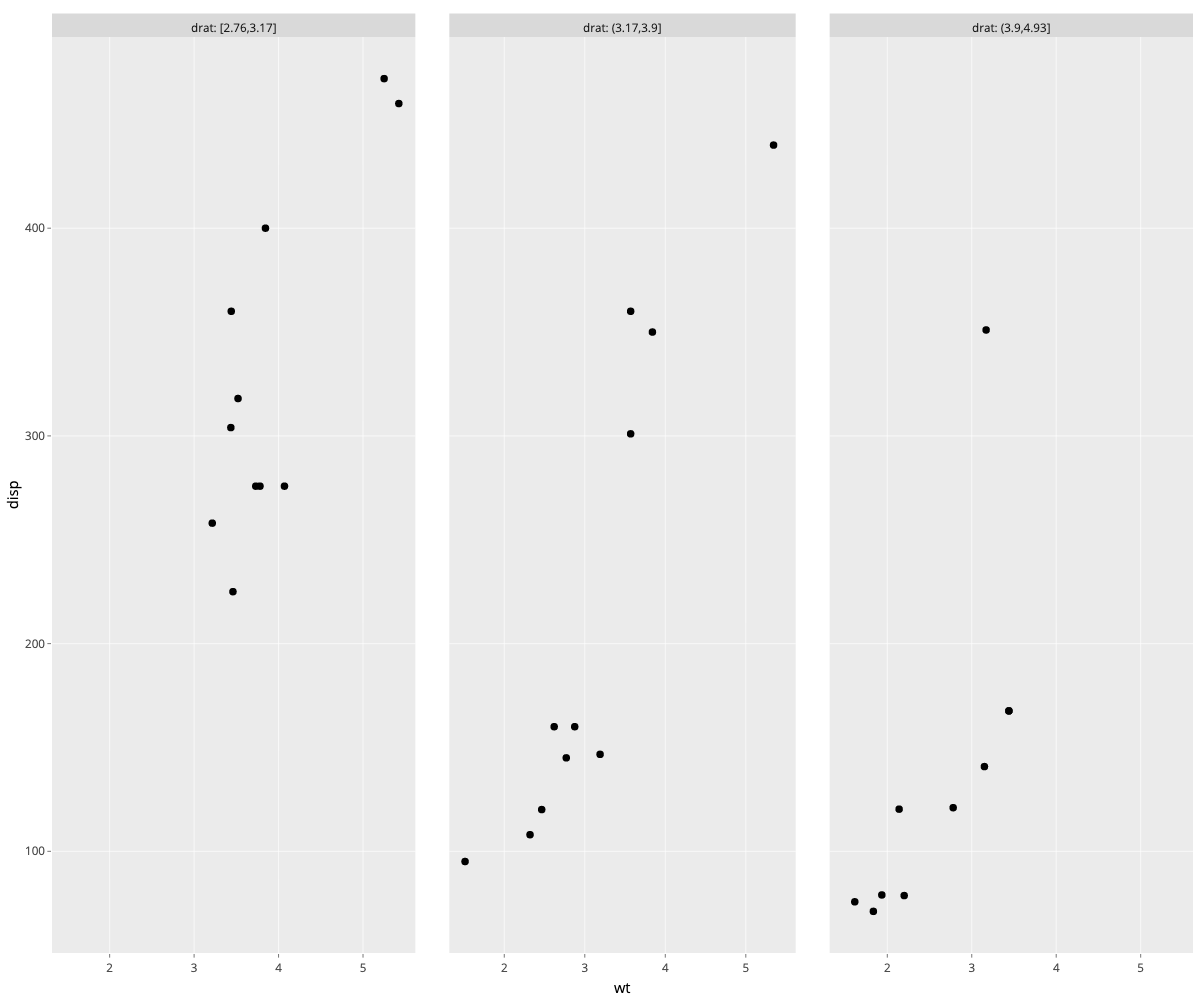 drat: [2.76,3.17]
drat: (3.17,3.9]
drat: (3.9,4.93]
400
300
200
100
disp
2 3 4 5
2 3 4 5
2 3 4 5
wt